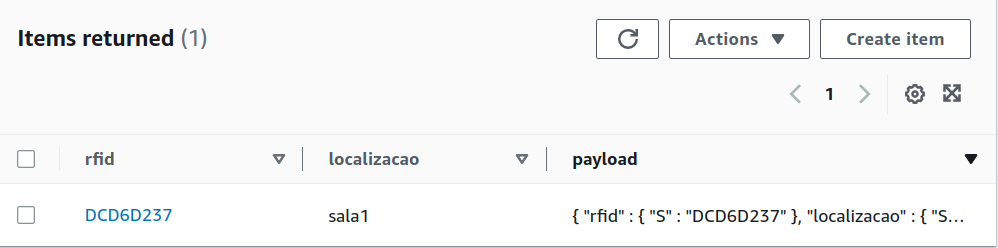 Items returned (1)
Actions
Create item
1
rfid localizacao payload
DCD6D237 sala1 { "rfid" : { "S" : "DCD6D237" }, "localizacao" : { "S...